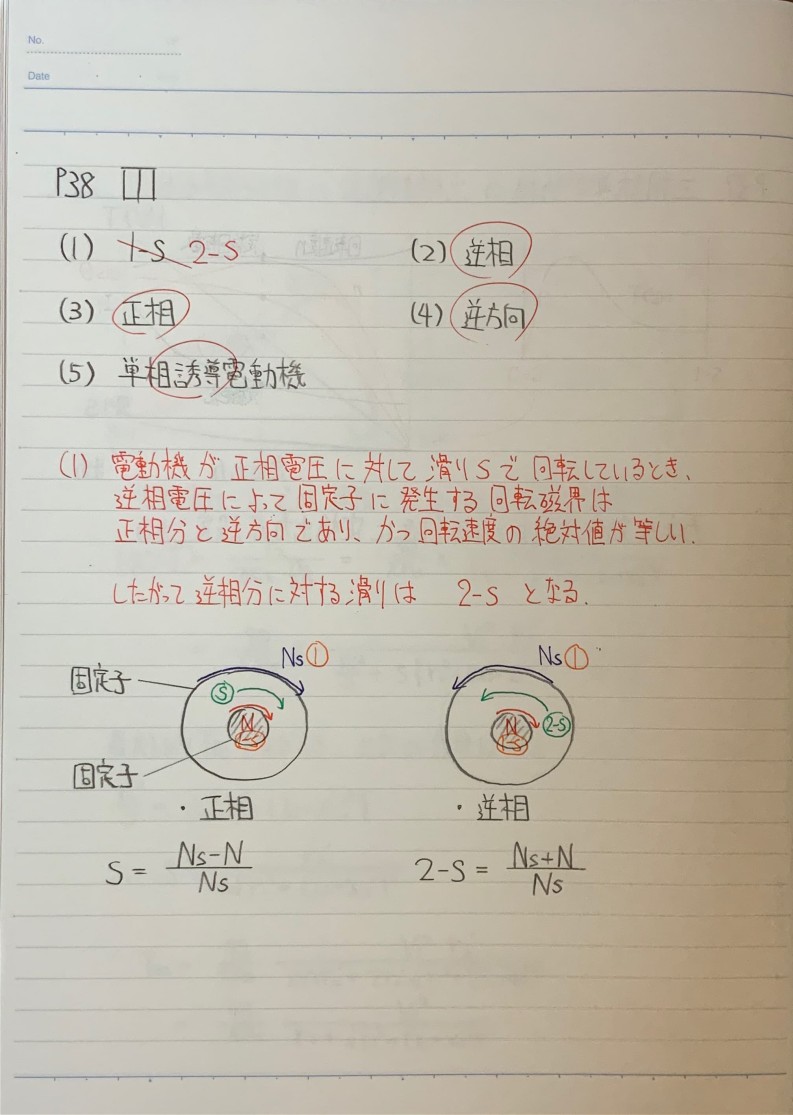 No.
Date
P38
(1) 1-S 2-S (2) 逆相
(3) 正相 (4) 逆方向
(5) 単相誘導電動機
(1) 電動機が正相電圧に対して滑りSで回転しているとき、
逆相電圧によって固定子に発生する回転磁界は
正相分と逆方向であり、かつ回転速度の絶対値が等しい.
したがって逆相分に対する滑りは 2-S となる.
Ns① Ns①
固定子
S 2-S
N N
1-S 1-S
固定子
・正相 ・逆相
S = Ns-N/Ns 2-S = Ns+N/Ns